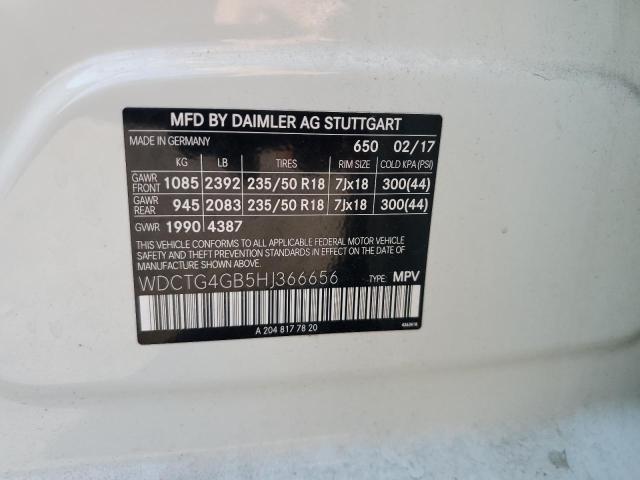 MFD BY DAIMLER AG STUTTGART
MADE IN GERMANY 650 02/17
KG LB TIRES RIM SIZE COLD KPA (PSI)
GAWR FRONT 1085 2392 235/50 R18 7Jx18 300(44)
GAWR REAR 945 2083 235/50 R18 7Jx18 300(44)
GVWR 1990 4387
THIS VEHICLE CONFORMS TO ALL APPLICABLE FEDERAL MOTOR VEHICLE
SAFETY AND THEFT PREVENTION STANDARDS IN EFFECT ON THE DATE
OF MANUFACTURE SHOWN ABOVE.
WDCTG4GB5HJ366656 TYPE: MPV
A 204 817 78 20